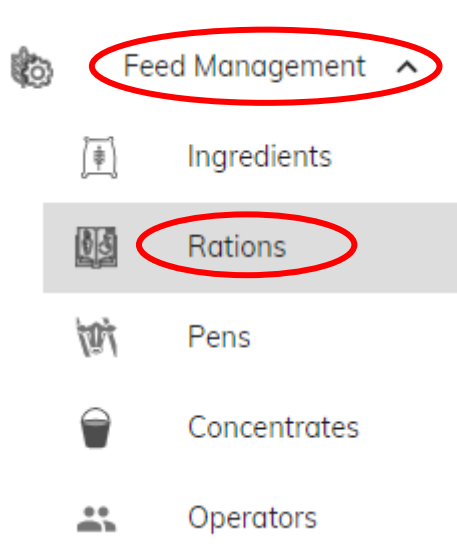 Feed Management
Ingredients
Rations
Pens
Concentrates
Operators